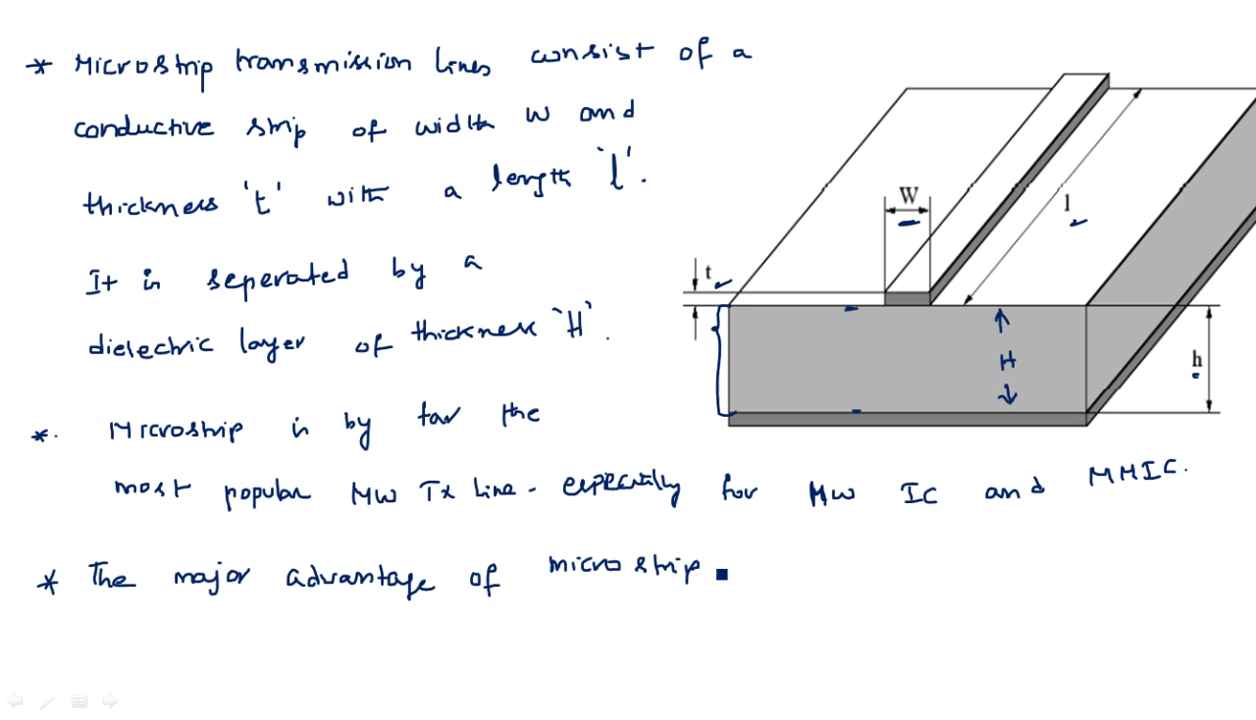 * Microstrip transmission lines consist of a
conductive strip of width W and
thickness 't' with a length 'l'.
It is seperated by a
dielectric layer of thickness 'H'.
*. Microstrip is by far the
most popular MW Tx Line - especially for MW IC and MMIC.
* The major advantage of microstrip
W
l
t
H
h